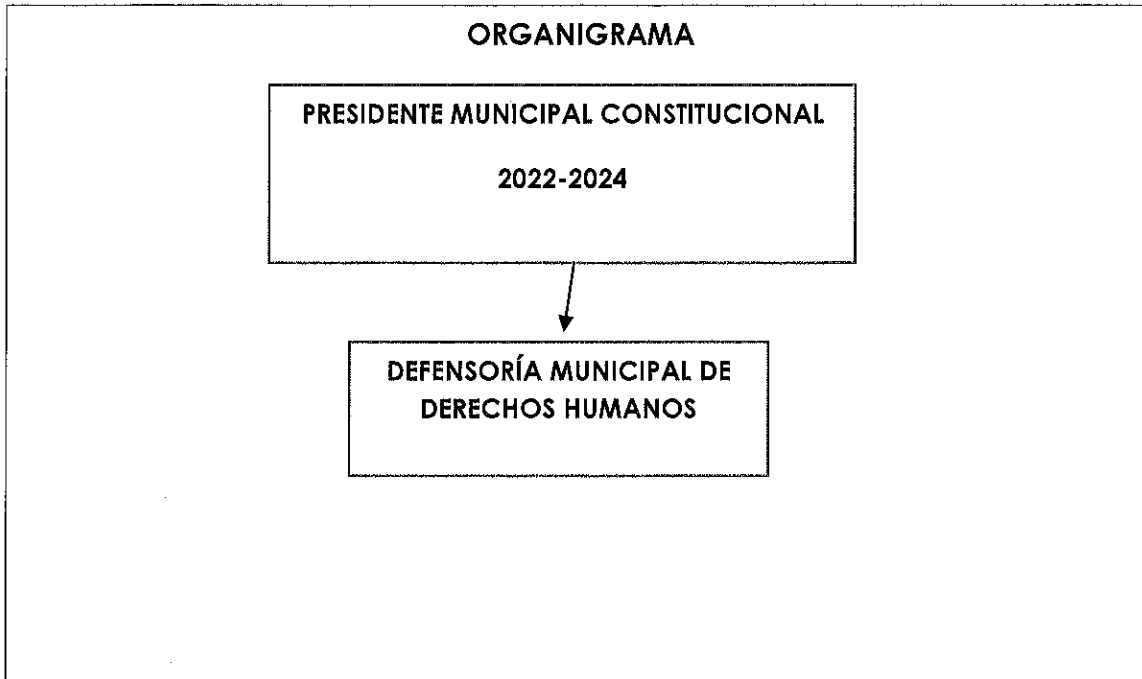 ORGANIGRAMA
PRESIDENTE MUNICIPAL CONSTITUCIONAL
2022-2024
DEFENSORÍA MUNICIPAL DE
DERECHOS HUMANOS